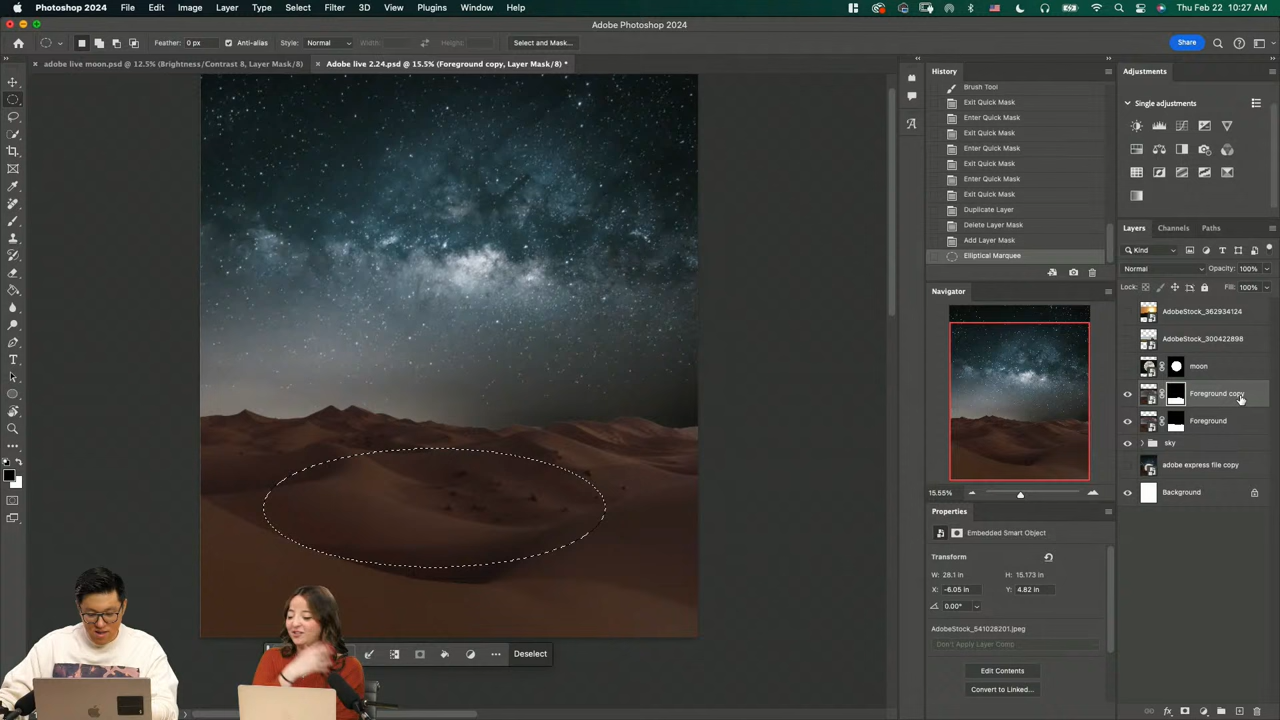 Photoshop 2024 File Edit Image Layer Type Select Filter 3D View Plugins Window Help Thu Feb 22 10:27 AM
Adobe Photoshop 2024
Feather: 0 px Anti-alias Style: Normal Width: Height: Select and Mask... Share
adobe live moon.psd @ 12.5% (Brightness/Contrast 8, Layer Mask/8)
Adobe live 2.24.psd @ 15.5% (Foreground copy, Layer Mask/8) *
History
Brush Tool
Exit Quick Mask
Enter Quick Mask
Exit Quick Mask
Enter Quick Mask
Exit Quick Mask
Enter Quick Mask
Exit Quick Mask
Duplicate Layer
Delete Layer Mask
Add Layer Mask
Elliptical Marquee
Navigator
15.55%
Properties
Embedded Smart Object
Transform
W: 28.1 in H: 15.173 in
X: -6.05 in Y: 4.82 in
0.00°
AdobeStock_541028201.jpeg
Don't Apply Layer Comp
Edit Contents
Convert to Linked...
Adjustments
Single adjustments
Layers Channels Paths
Kind
Normal Opacity: 100%
Lock: Fill: 100%
AdobeStock_362934124
AdobeStock_300422898
moon
Foreground copy
Foreground
sky
adobe express file copy
Background
Deselect